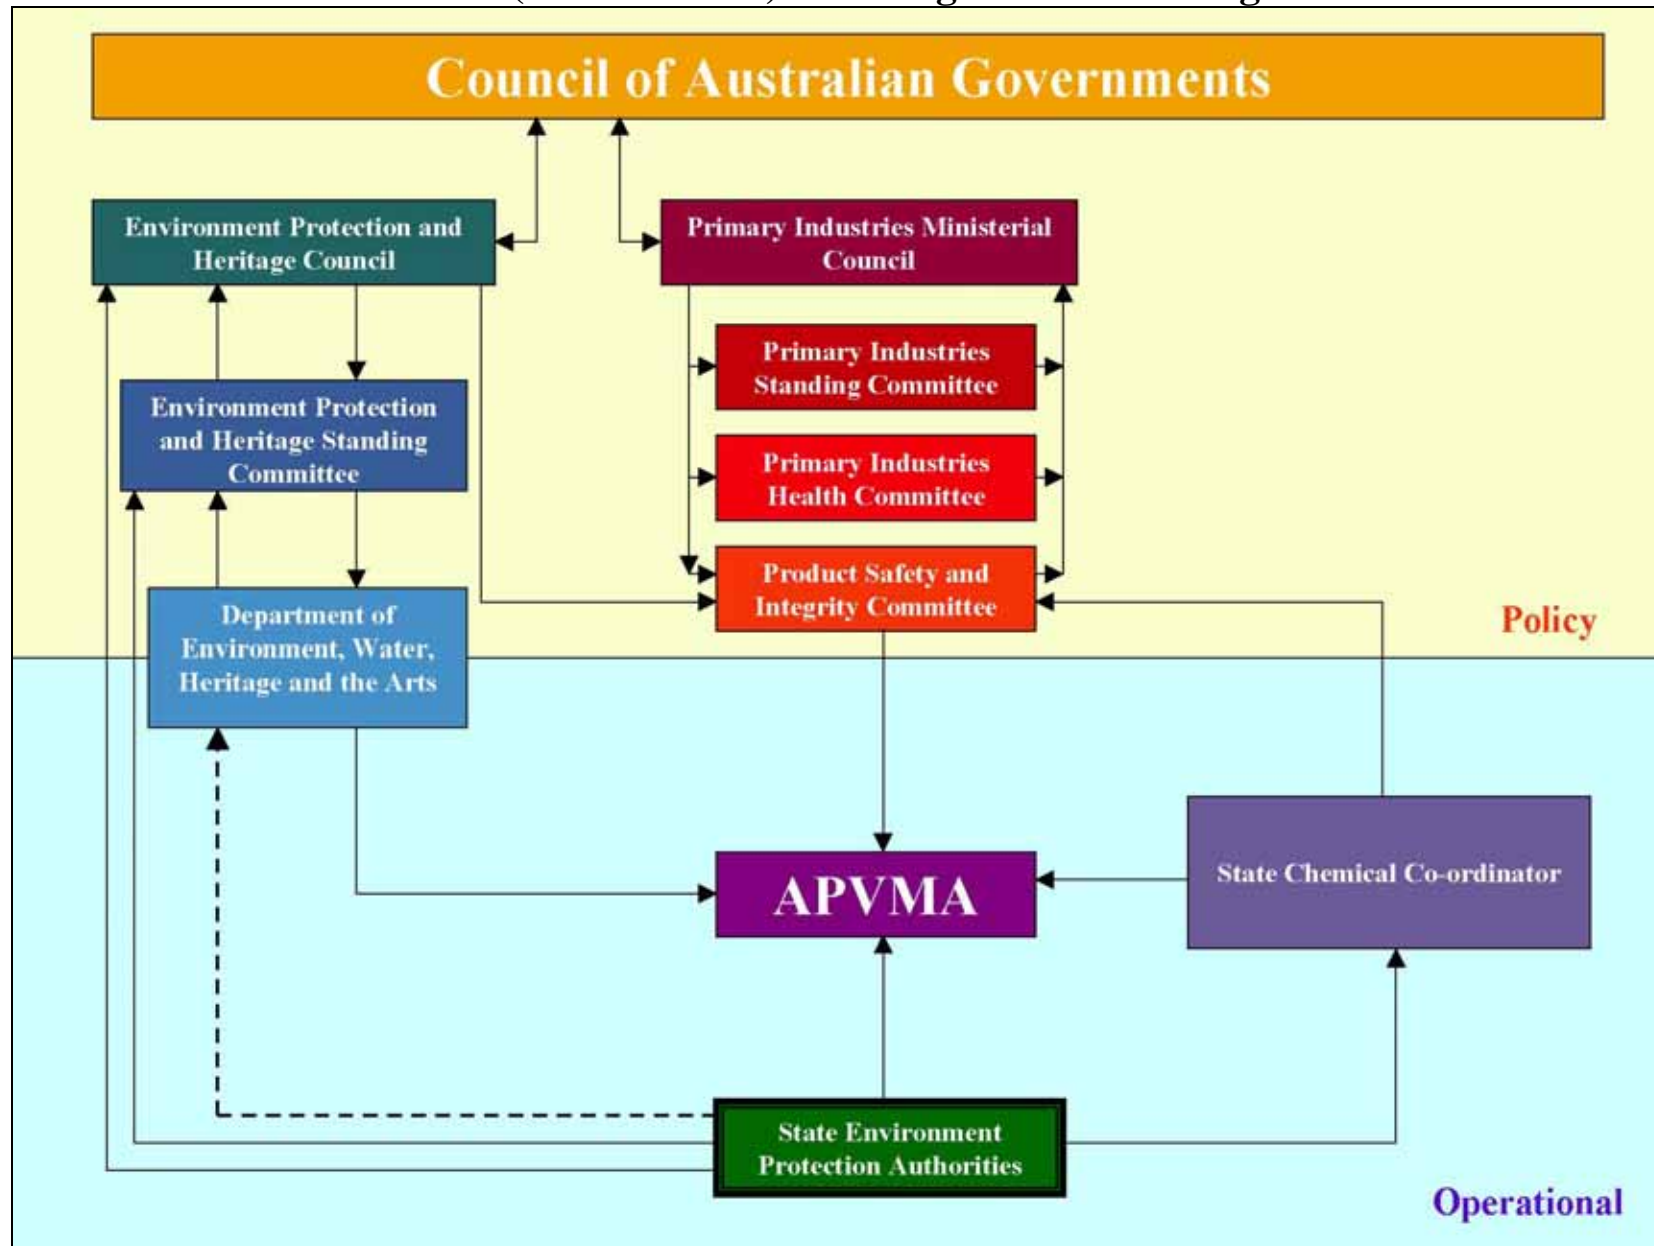 Council of Australian Governments
Environment Protection and
Heritage Council
Primary Industries Ministerial
Council
Primary Industries
Standing Committee
Environment Protection
and Heritage Standing
Committee
Primary Industries
Health Committee
Product Safety and
Integrity Committee
Department of
Environment, Water,
Heritage and the Arts
Policy
APVMA
State Chemical Co-ordinator
State Environment
Protection Authorities
Operational